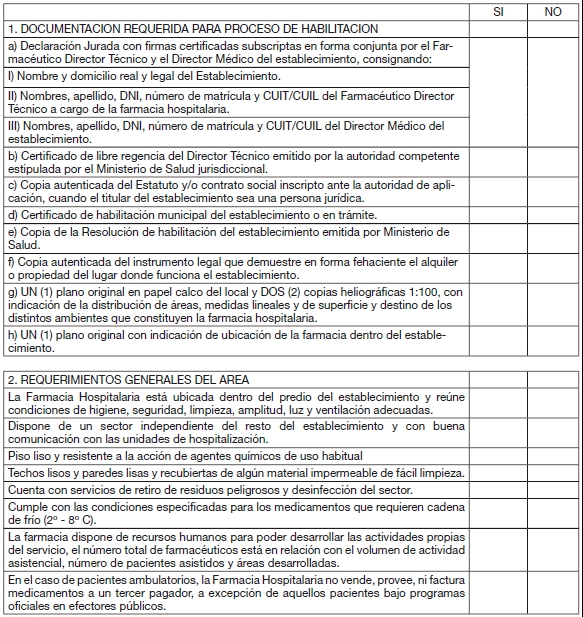 SI NO
1. DOCUMENTACION REQUERIDA PARA PROCESO DE HABILITACION
a) Declaración Jurada con firmas certificadas subscriptas en forma conjunta por el Far-
macéutico Director Técnico y el Director Médico del establecimiento, consignando:
I) Nombre y domicilio real y legal del Establecimiento.
II) Nombres, apellido, DNI, número de matrícula y CUIT/CUIL del Farmacéutico Director
Técnico a cargo de la farmacia hospitalaria.
III) Nombres, apellido, DNI, número de matrícula y CUIT/CUIL del Director Médico del
establecimiento.
b) Certificado de libre regencia del Director Técnico emitido por la autoridad competente
estipulada por el Ministerio de Salud jurisdiccional.
c) Copia autenticada del Estatuto y/o contrato social inscripto ante la autoridad de apli-
cación, cuando el titular del establecimiento sea una persona jurídica.
d) Certificado de habilitación municipal del establecimiento o en trámite.
e) Copia de la Resolución de habilitación del establecimiento emitida por Ministerio de
Salud.
f) Copia autenticada del instrumento legal que demuestre en forma fehaciente el alquiler
o propiedad del lugar donde funciona el establecimiento.
g) UN (1) plano original en papel calco del local y DOS (2) copias heliográficas 1:100, con
indicación de la distribución de áreas, medidas lineales y de superficie y destino de los
distintos ambientes que constituyen la farmacia hospitalaria.
h) UN (1) plano original con indicación de ubicación de la farmacia dentro del estable-
cimiento.
2. REQUERIMIENTOS GENERALES DEL AREA
La Farmacia Hospitalaria está ubicada dentro del predio del establecimiento y reúne
condiciones de higiene, seguridad, limpieza, amplitud, luz y ventilación adecuadas.
Dispone de un sector independiente del resto del establecimiento y con buena
comunicación con las unidades de hospitalización.
Piso liso y resistente a la acción de agentes químicos de uso habitual
Techos lisos y paredes lisas y recubiertas de algún material impermeable de fácil limpieza.
Cuenta con servicios de retiro de residuos peligrosos y desinfección del sector.
Cumple con las condiciones especificadas para los medicamentos que requieren cadena
de frío (2º - 8º C).
La farmacia dispone de recursos humanos para poder desarrollar las actividades propias
del servicio, el número total de farmacéuticos está en relación con el volumen de actividad
asistencial, número de pacientes asistidos y áreas desarrolladas.
En el caso de pacientes ambulatorios, la Farmacia Hospitalaria no vende, provee, ni factura
medicamentos a un tercer pagador, a excepción de aquellos pacientes bajo programas
oficiales en efectores públicos.